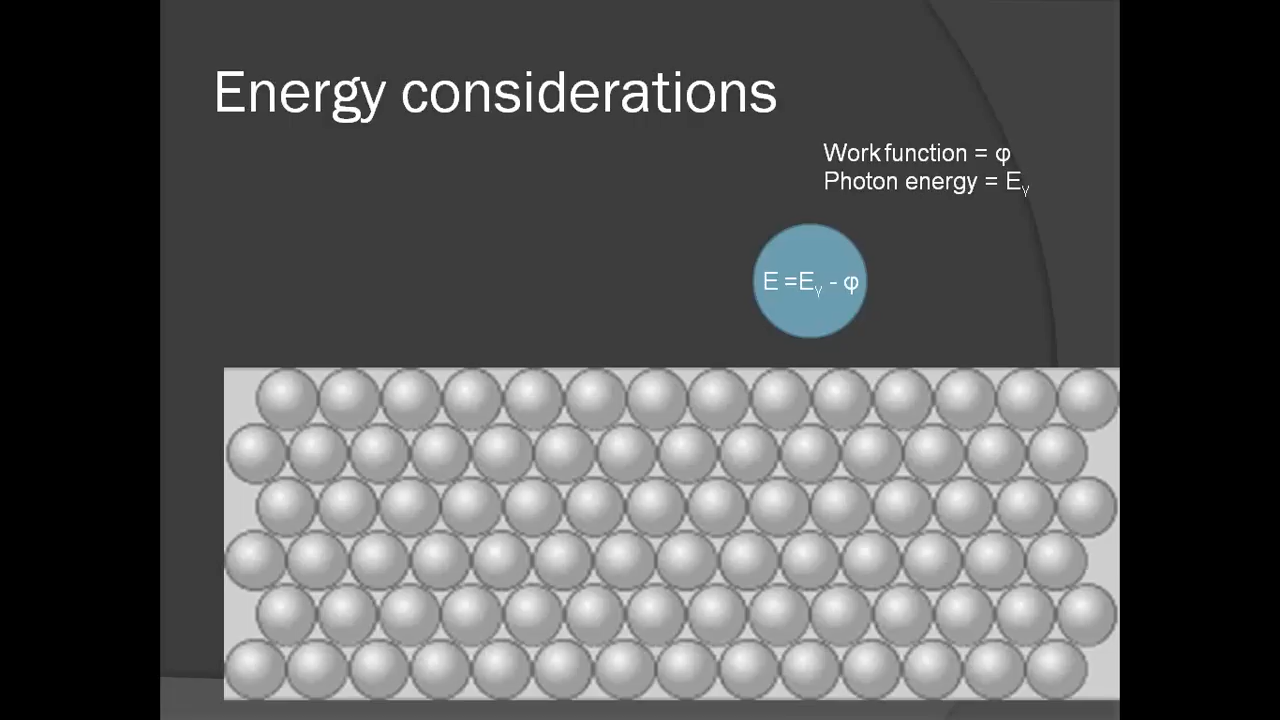 Energy considerations
Work function = φ
Photon energy = Eᵧ
E =Eᵧ - φ